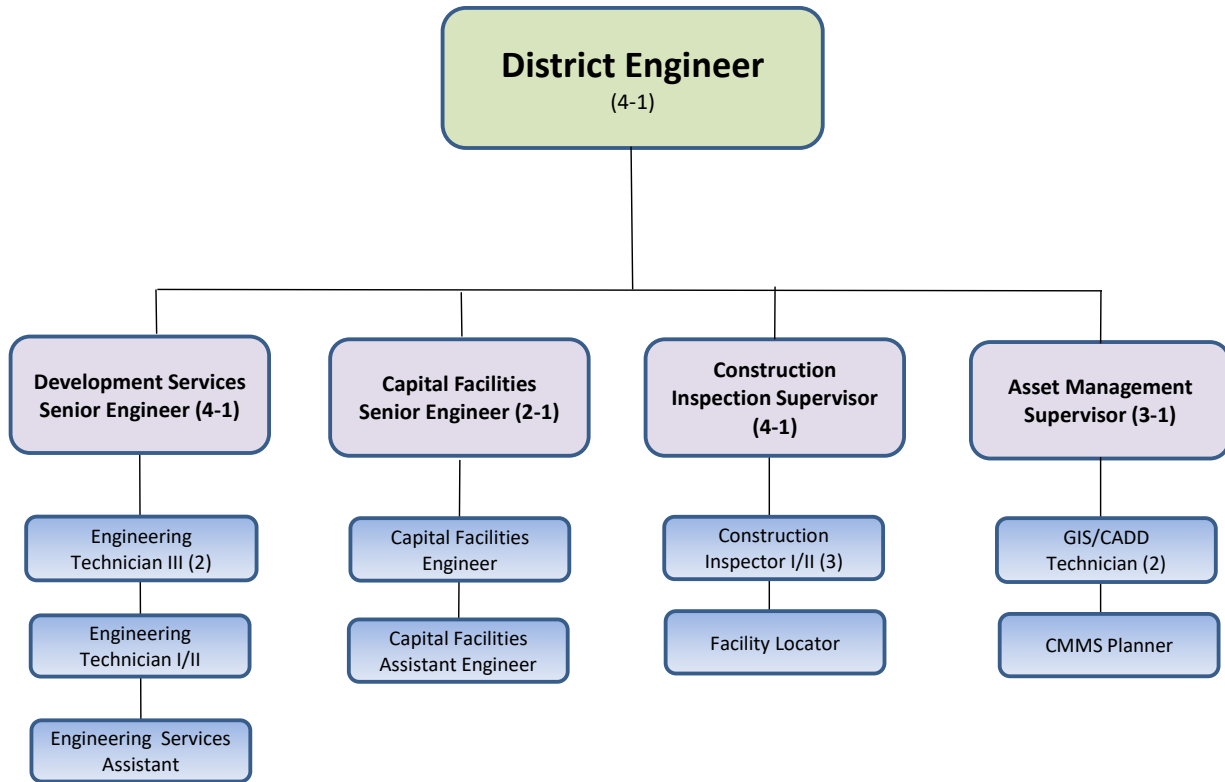 District Engineer
(4-1)
Development Services
Senior Engineer (4-1)
Capital Facilities
Senior Engineer (2-1)
Construction
Inspection Supervisor
(4-1)
Asset Management
Supervisor (3-1)
Engineering
Technician III (2)
Capital Facilities
Engineer
Construction
Inspector I/II (3)
GIS/CADD
Technician (2)
Engineering
Technician I/II
Capital Facilities
Assistant Engineer
Facility Locator
CMMS Planner
Engineering Services
Assistant